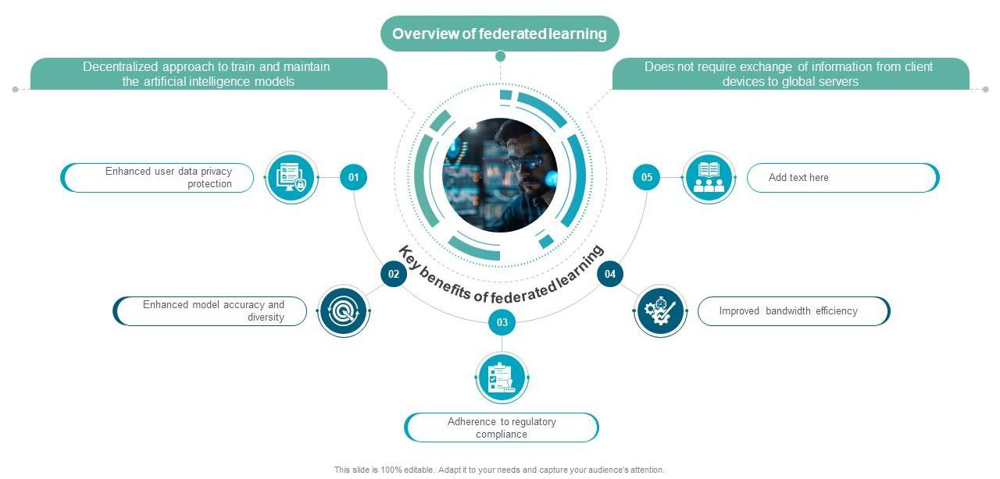 Overview of federated learning
Decentralized approach to train and maintain
the artificial intelligence models
Does not require exchange of information from client
devices to global servers
Enhanced user data privacy
protection
01
05
Add text here
Key benefits of federated learning
02
04
Enhanced model accuracy and
diversity
Improved bandwidth efficiency
03
Adherence to regulatory
compliance
This slide is 100% editable. Adapt it to your needs and capture your audience's attention.